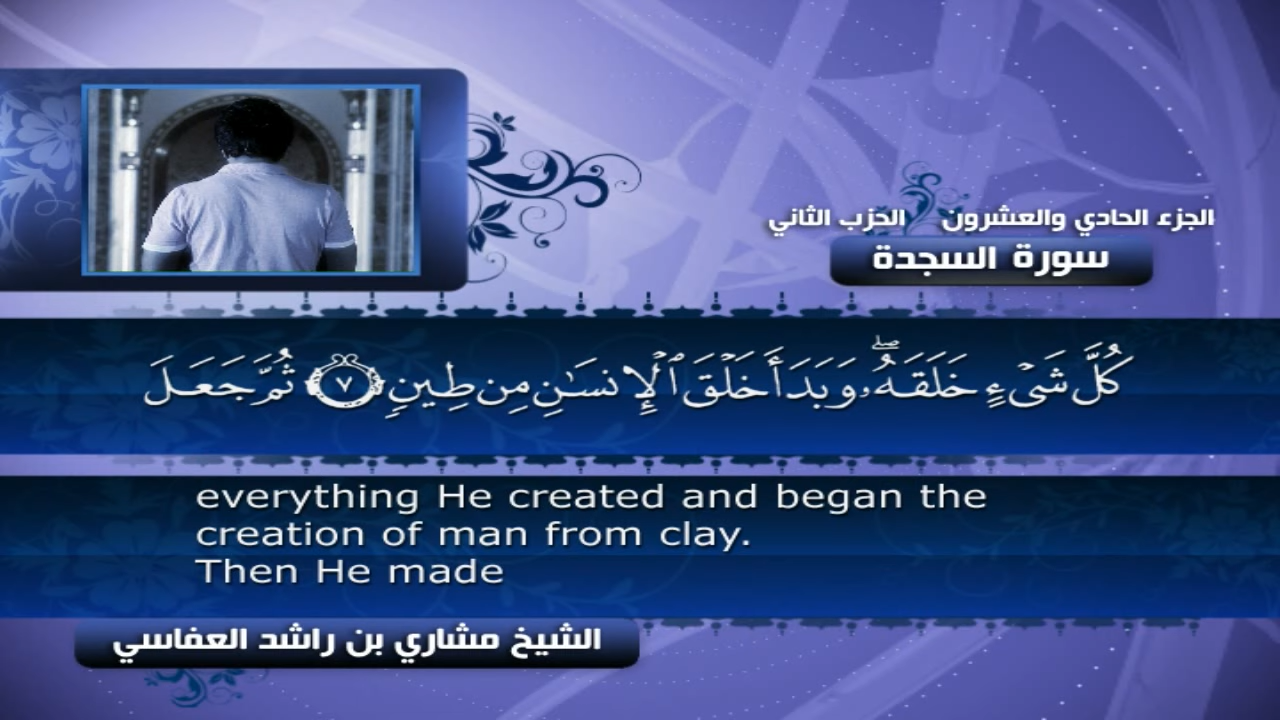 الجزء الحادي والعشرون الحزب الثاني
سورة السجدة
كُلَّ شَىْءٍ خَلَقَهُۥ ۖ وَبَدَأَ خَلْقَ ٱلْإِنسَـٰنِ مِن طِينٍ ٧ ثُمَّ جَعَلَ
everything He created and began the
creation of man from clay.
Then He made
الشيخ مشاري بن راشد العفاسي